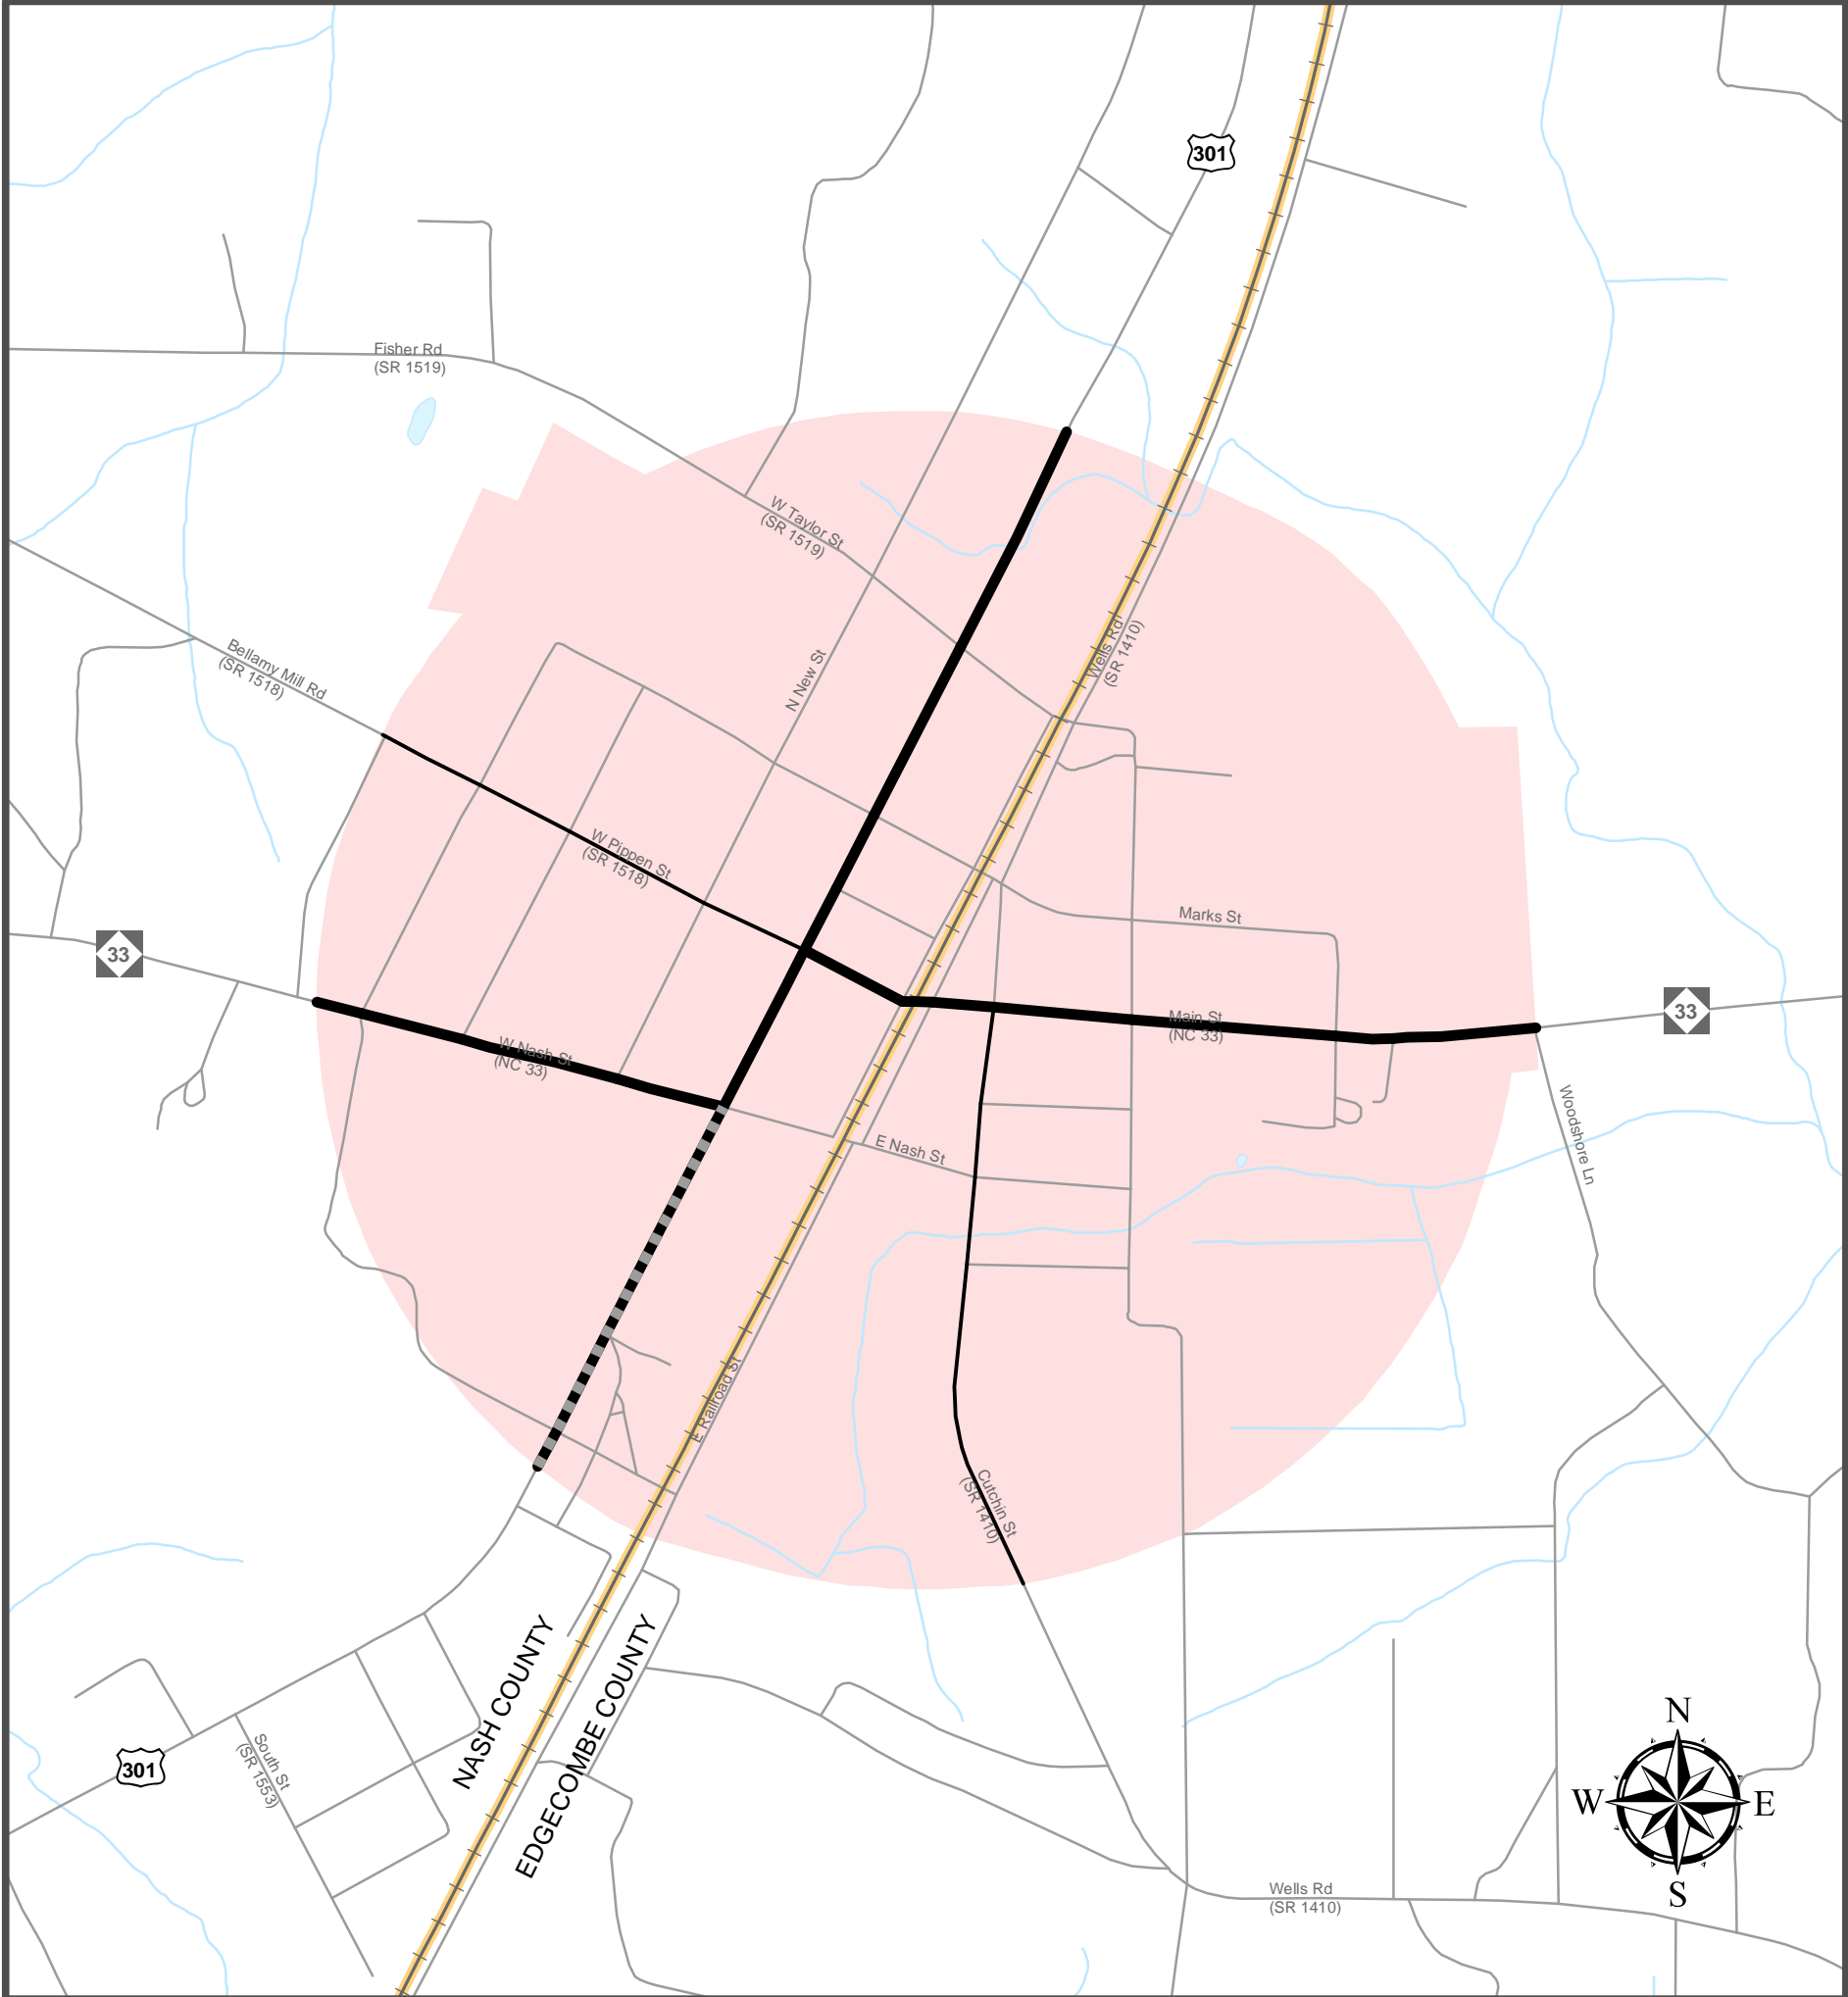 301
Fisher Rd
(SR 1519)
W Taylor St
(SR 1519)
Wells Rd
(SR 1410)
N New St
Bellamy Mill Rd
(SR 1518)
W Pippen St
(SR 1518)
Marks St
33
33
Main St
(NC 33)
W Nash St
(NC 33)
E Nash St
Woodshore Ln
E Railroad St
Cutchin St
(SR 1410)
NASH COUNTY
EDGECOMBE COUNTY
South St
(SR 1553)
301
N
W
E
S
Wells Rd
(SR 1410)